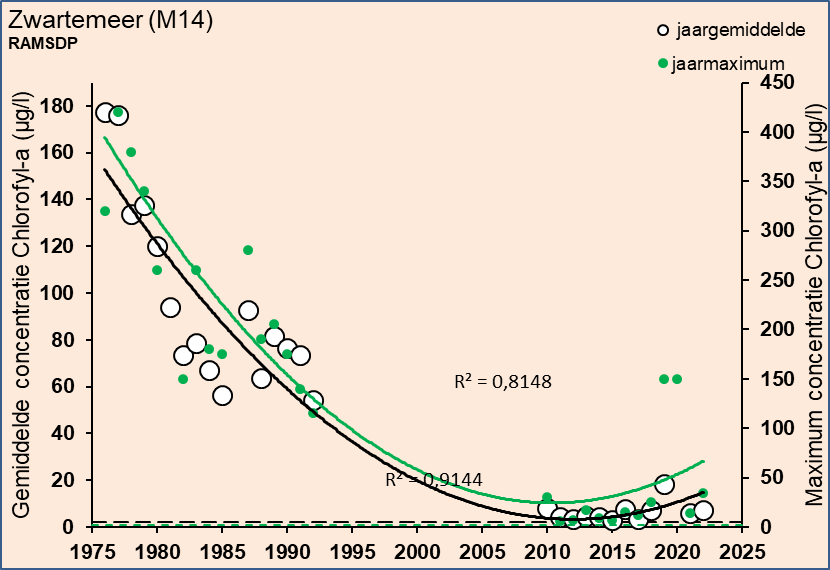 Zwartemeer (M14)
RAMSDP
jaargemiddelde
jaarmaximum
Gemiddelde concentratie Chlorofyl-a (µg/l)
180
160
140
120
100
80
60
40
20
0
450
400
350
300
250
200
150
100
50
0
Maximum concentratie Chlorofyl-a (µg/l)
R² = 0,8148
R² = 0,9144
1975 1980 1985 1990 1995 2000 2005 2010 2015 2020 2025